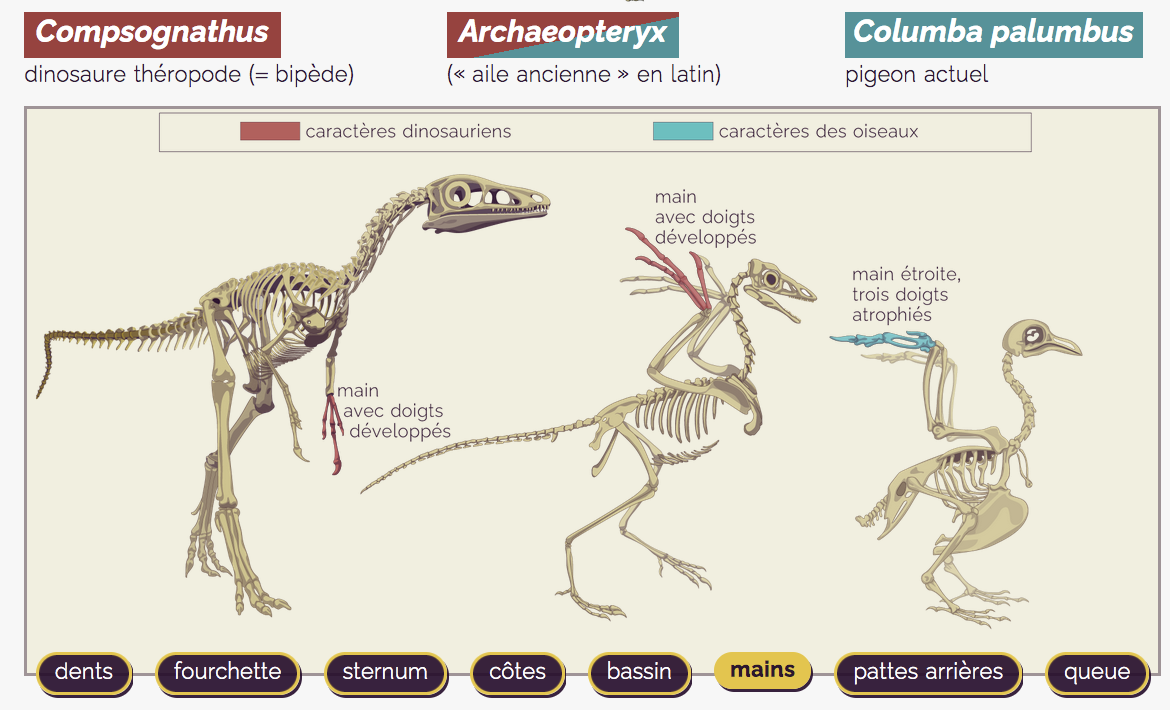 Compsognathus
dinosaure théropode (= bipède)
Archaeopteryx
(« aile ancienne » en latin)
Columba palumbus
pigeon actuel
caractères dinosauriens
caractères des oiseaux
main
avec doigts
développés
main
avec doigts
développés
main étroite,
trois doigts
atrophiés
dents
fourchette
sternum
côtes
bassin
mains
pattes arrières
queue